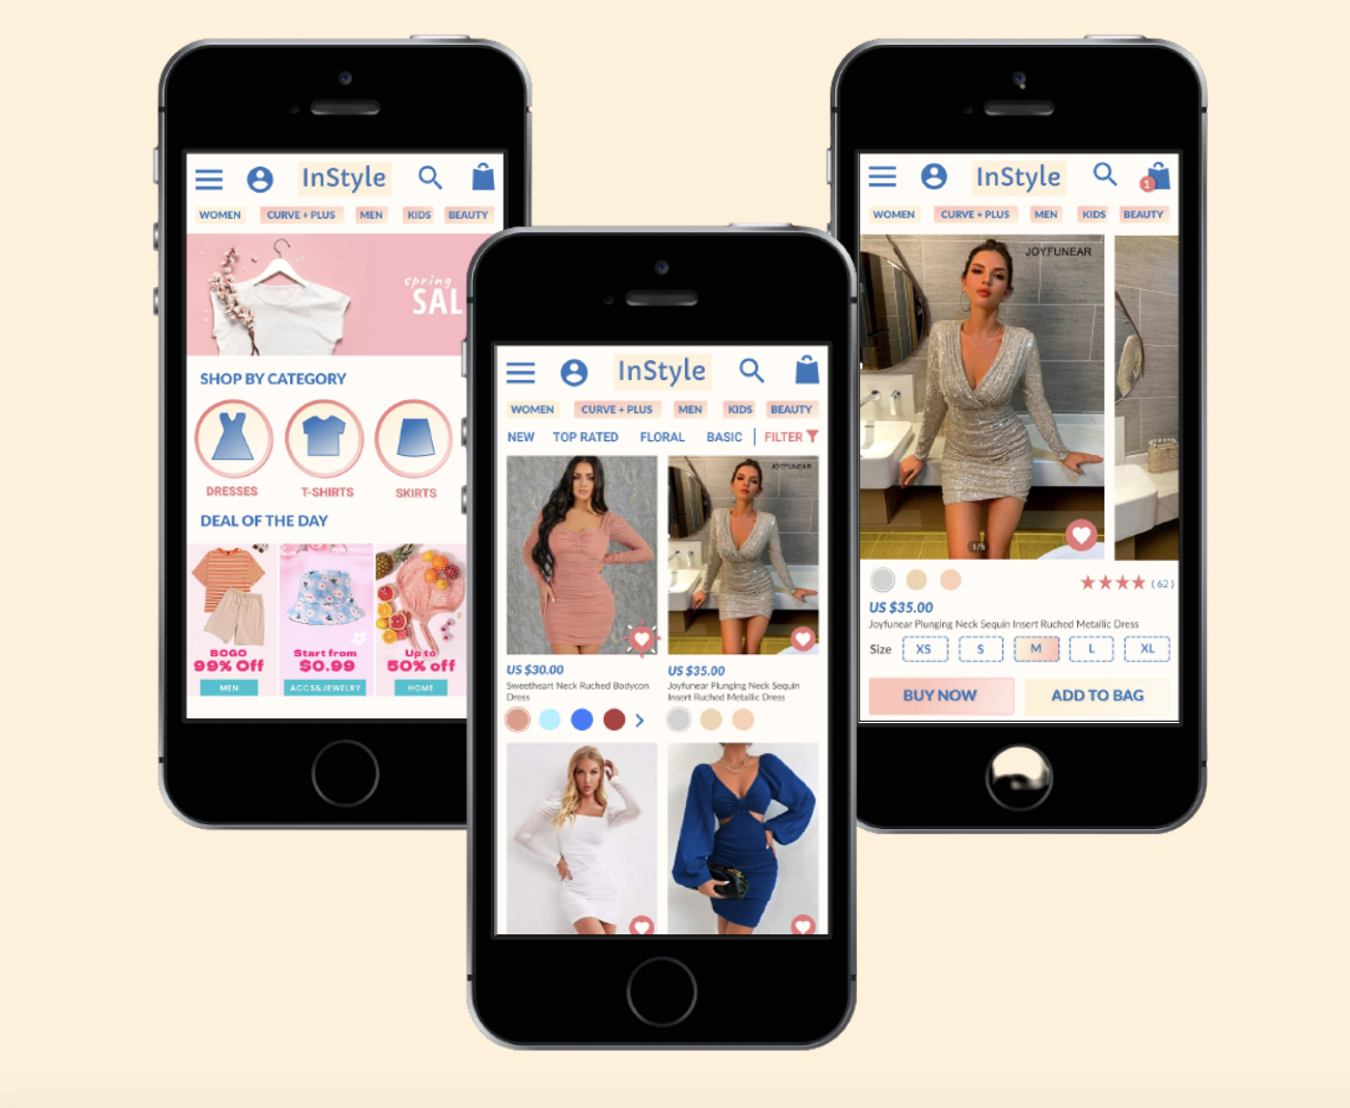 InStyle
WOMEN CURVE + PLUS MEN KIDS BEAUTY
spring
SAL
SHOP BY CATEGORY
DRESSES T-SHIRTS SKIRTS
DEAL OF THE DAY
BOGO
99% Off
MEN
Start from
$0.99
ACCS&JEWELRY
Up to
50% off
HOME
InStyle
WOMEN CURVE + PLUS MEN KIDS BEAUTY
NEW TOP RATED FLORAL BASIC | FILTER
JOYFUNEAR
US $30.00
Sweetheart Neck Ruched Bodycon
Dress
US $35.00
Joyfunear Plunging Neck Sequin
Insert Ruched Metallic Dress
InStyle
1
WOMEN CURVE + PLUS MEN KIDS BEAUTY
JOYFUNEAR
1/5
(62)
US $35.00
Joyfunear Plunging Neck Sequin Insert Ruched Metallic Dress
Size XS S M L XL
BUY NOW ADD TO BAG